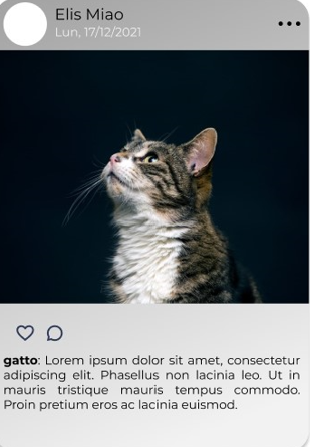 Elis Miao
Lun, 17/12/2021
gatto: Lorem ipsum dolor sit amet, consectetur
adipiscing elit. Phasellus non lacinia leo. Ut in
mauris tristique mauris tempus commodo.
Proin pretium eros ac lacinia euismod.